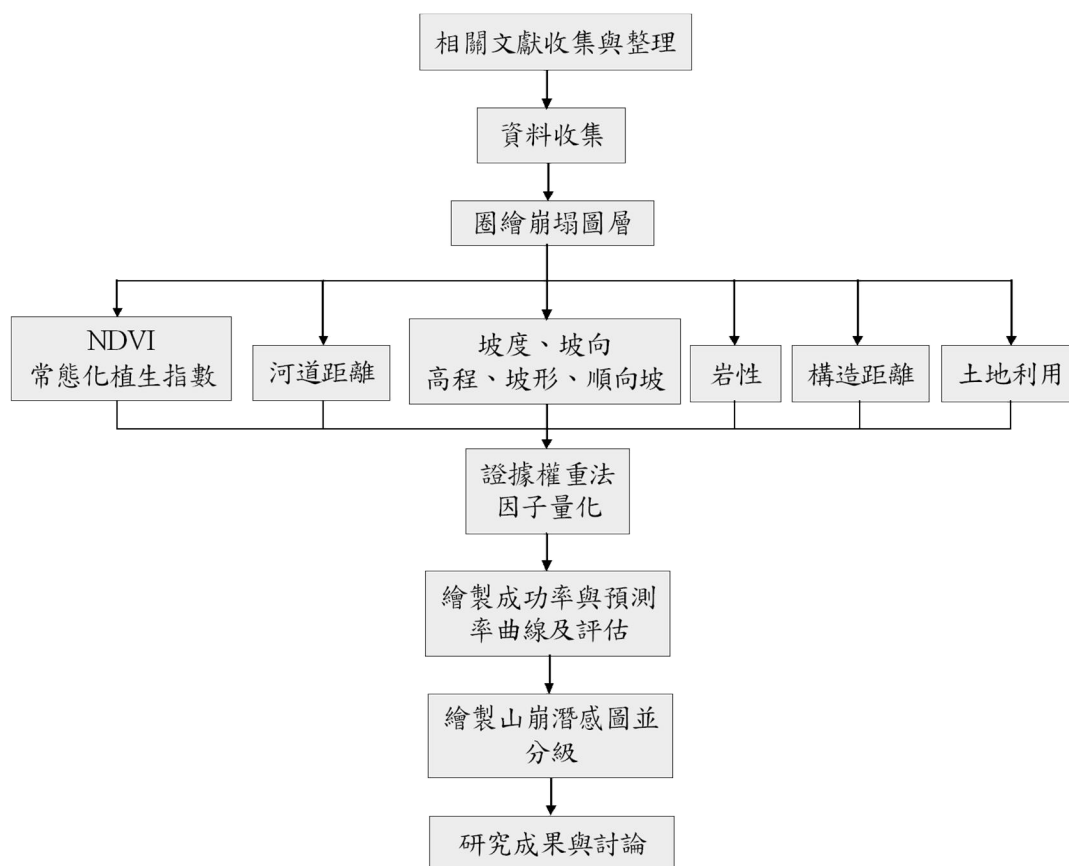 相關文獻收集與整理
資料收集
圈繪崩塌圖層
NDVI
常態化植生指數
河道距離
坡度、坡向
高程、坡形、順向坡
岩性
構造距離
土地利用
證據權重法
因子量化
繪製成功率與預測
率曲線及評估
繪製山崩潛感圖並
分級
研究成果與討論